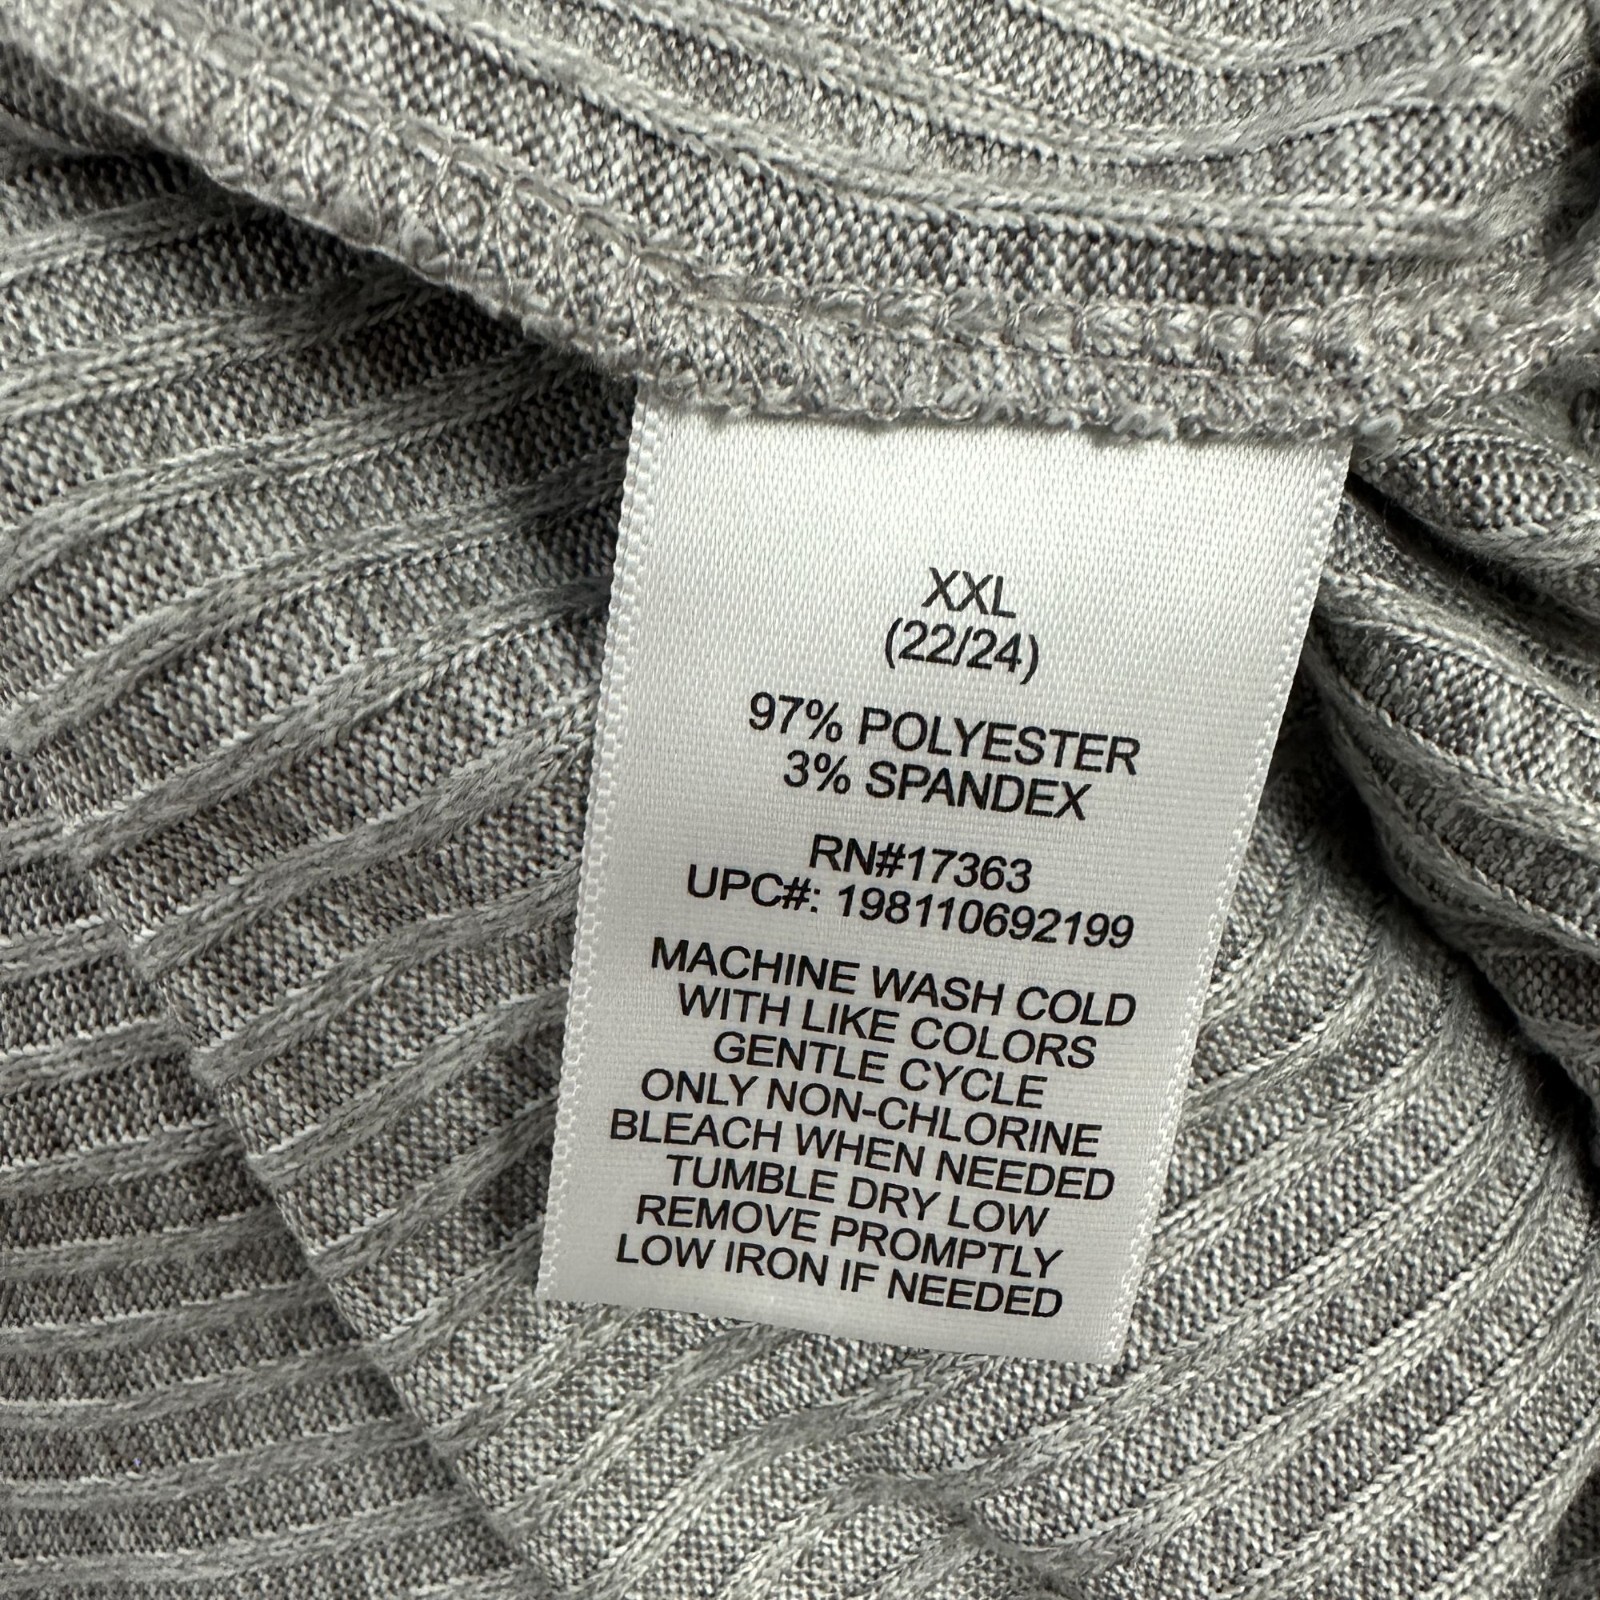 XXL
(22/24)
97% POLYESTER
3% SPANDEX
RN#17363
UPC#: 198110692199
MACHINE WASH COLD
WITH LIKE COLORS
GENTLE CYCLE
ONLY NON-CHLORINE
BLEACH WHEN NEEDED
TUMBLE DRY LOW
REMOVE PROMPTLY
LOW IRON IF NEEDED